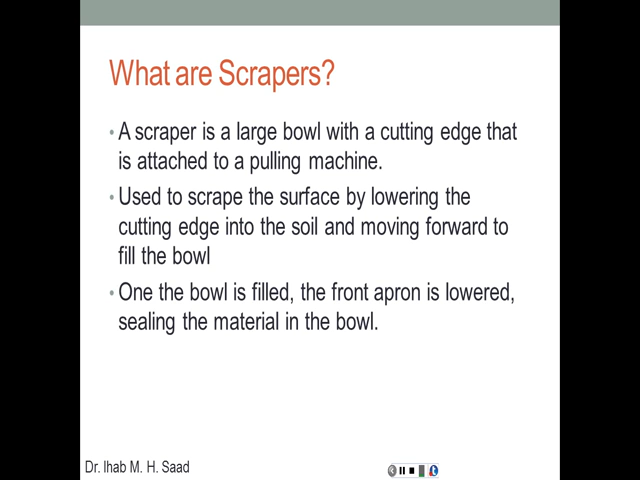 What are Scrapers?
• A scraper is a large bowl with a cutting edge that
is attached to a pulling machine.
• Used to scrape the surface by lowering the
cutting edge into the soil and moving forward to
fill the bowl
• One the bowl is filled, the front apron is lowered,
sealing the material in the bowl.
Dr. Ihab M. H. Saad